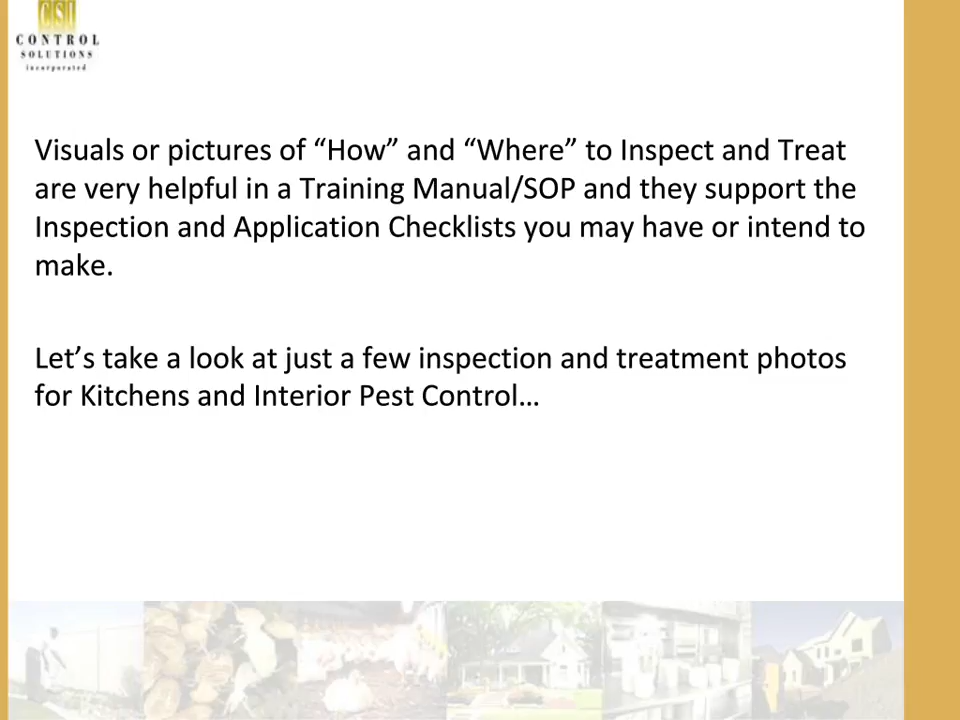 CSI
CONTROL
SOLUTIONS
incorporated
Visuals or pictures of “How” and “Where” to Inspect and Treat
are very helpful in a Training Manual/SOP and they support the
Inspection and Application Checklists you may have or intend to
make.
Let’s take a look at just a few inspection and treatment photos
for Kitchens and Interior Pest Control…